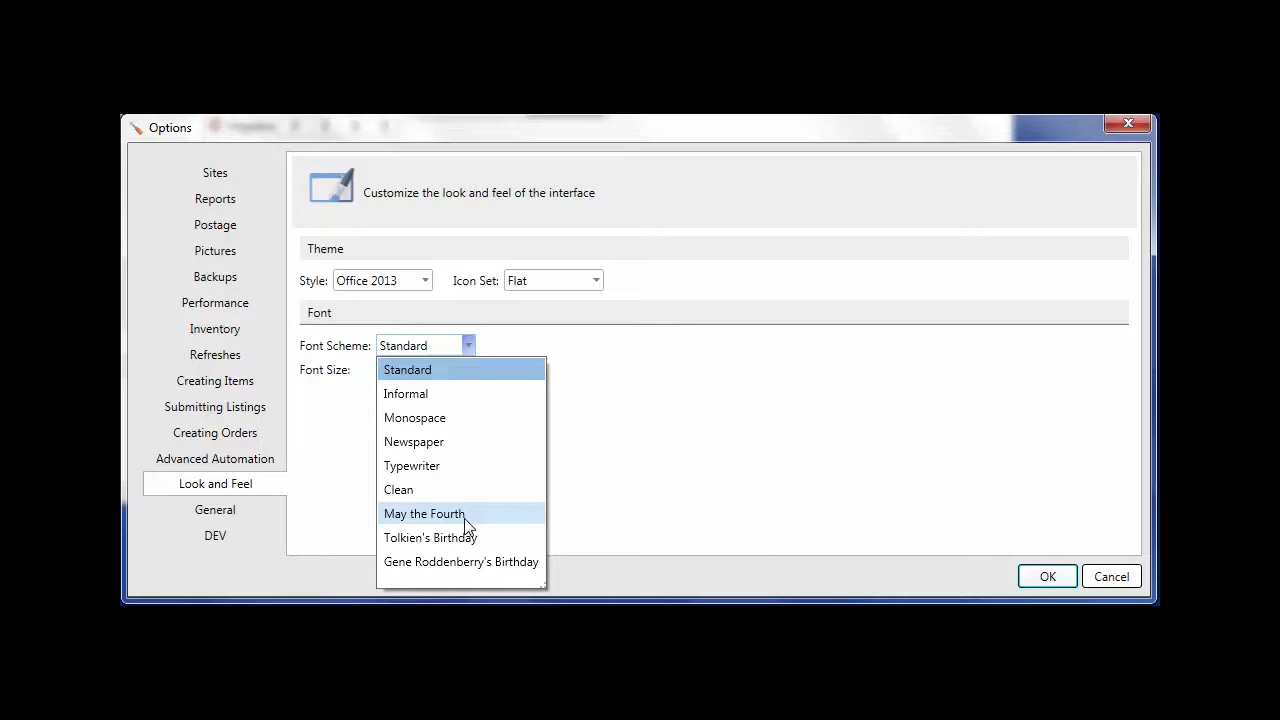 Options
Sites
Reports
Postage
Pictures
Backups
Performance
Inventory
Refreshes
Creating Items
Submitting Listings
Creating Orders
Advanced Automation
Look and Feel
General
DEV
Customize the look and feel of the interface
Theme
Style: Office 2013 Icon Set: Flat
Font
Font Scheme: Standard
Font Size:
Standard
Informal
Monospace
Newspaper
Typewriter
Clean
May the Fourth
Tolkien's Birthday
Gene Roddenberry's Birthday
OK Cancel